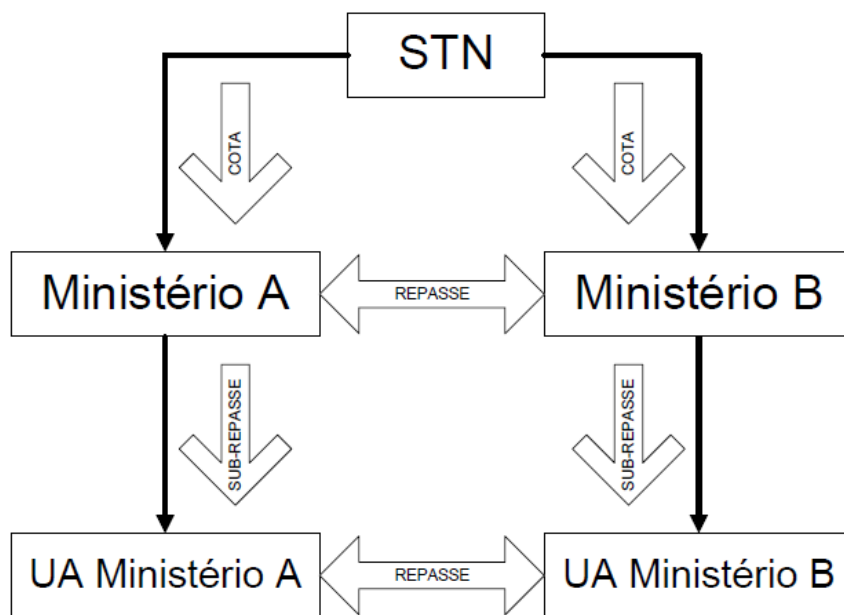 STN
COTA
COTA
Ministério A
REPASSE
Ministério B
SUB-REPASSE
SUB-REPASSE
UA Ministério A
REPASSE
UA Ministério B